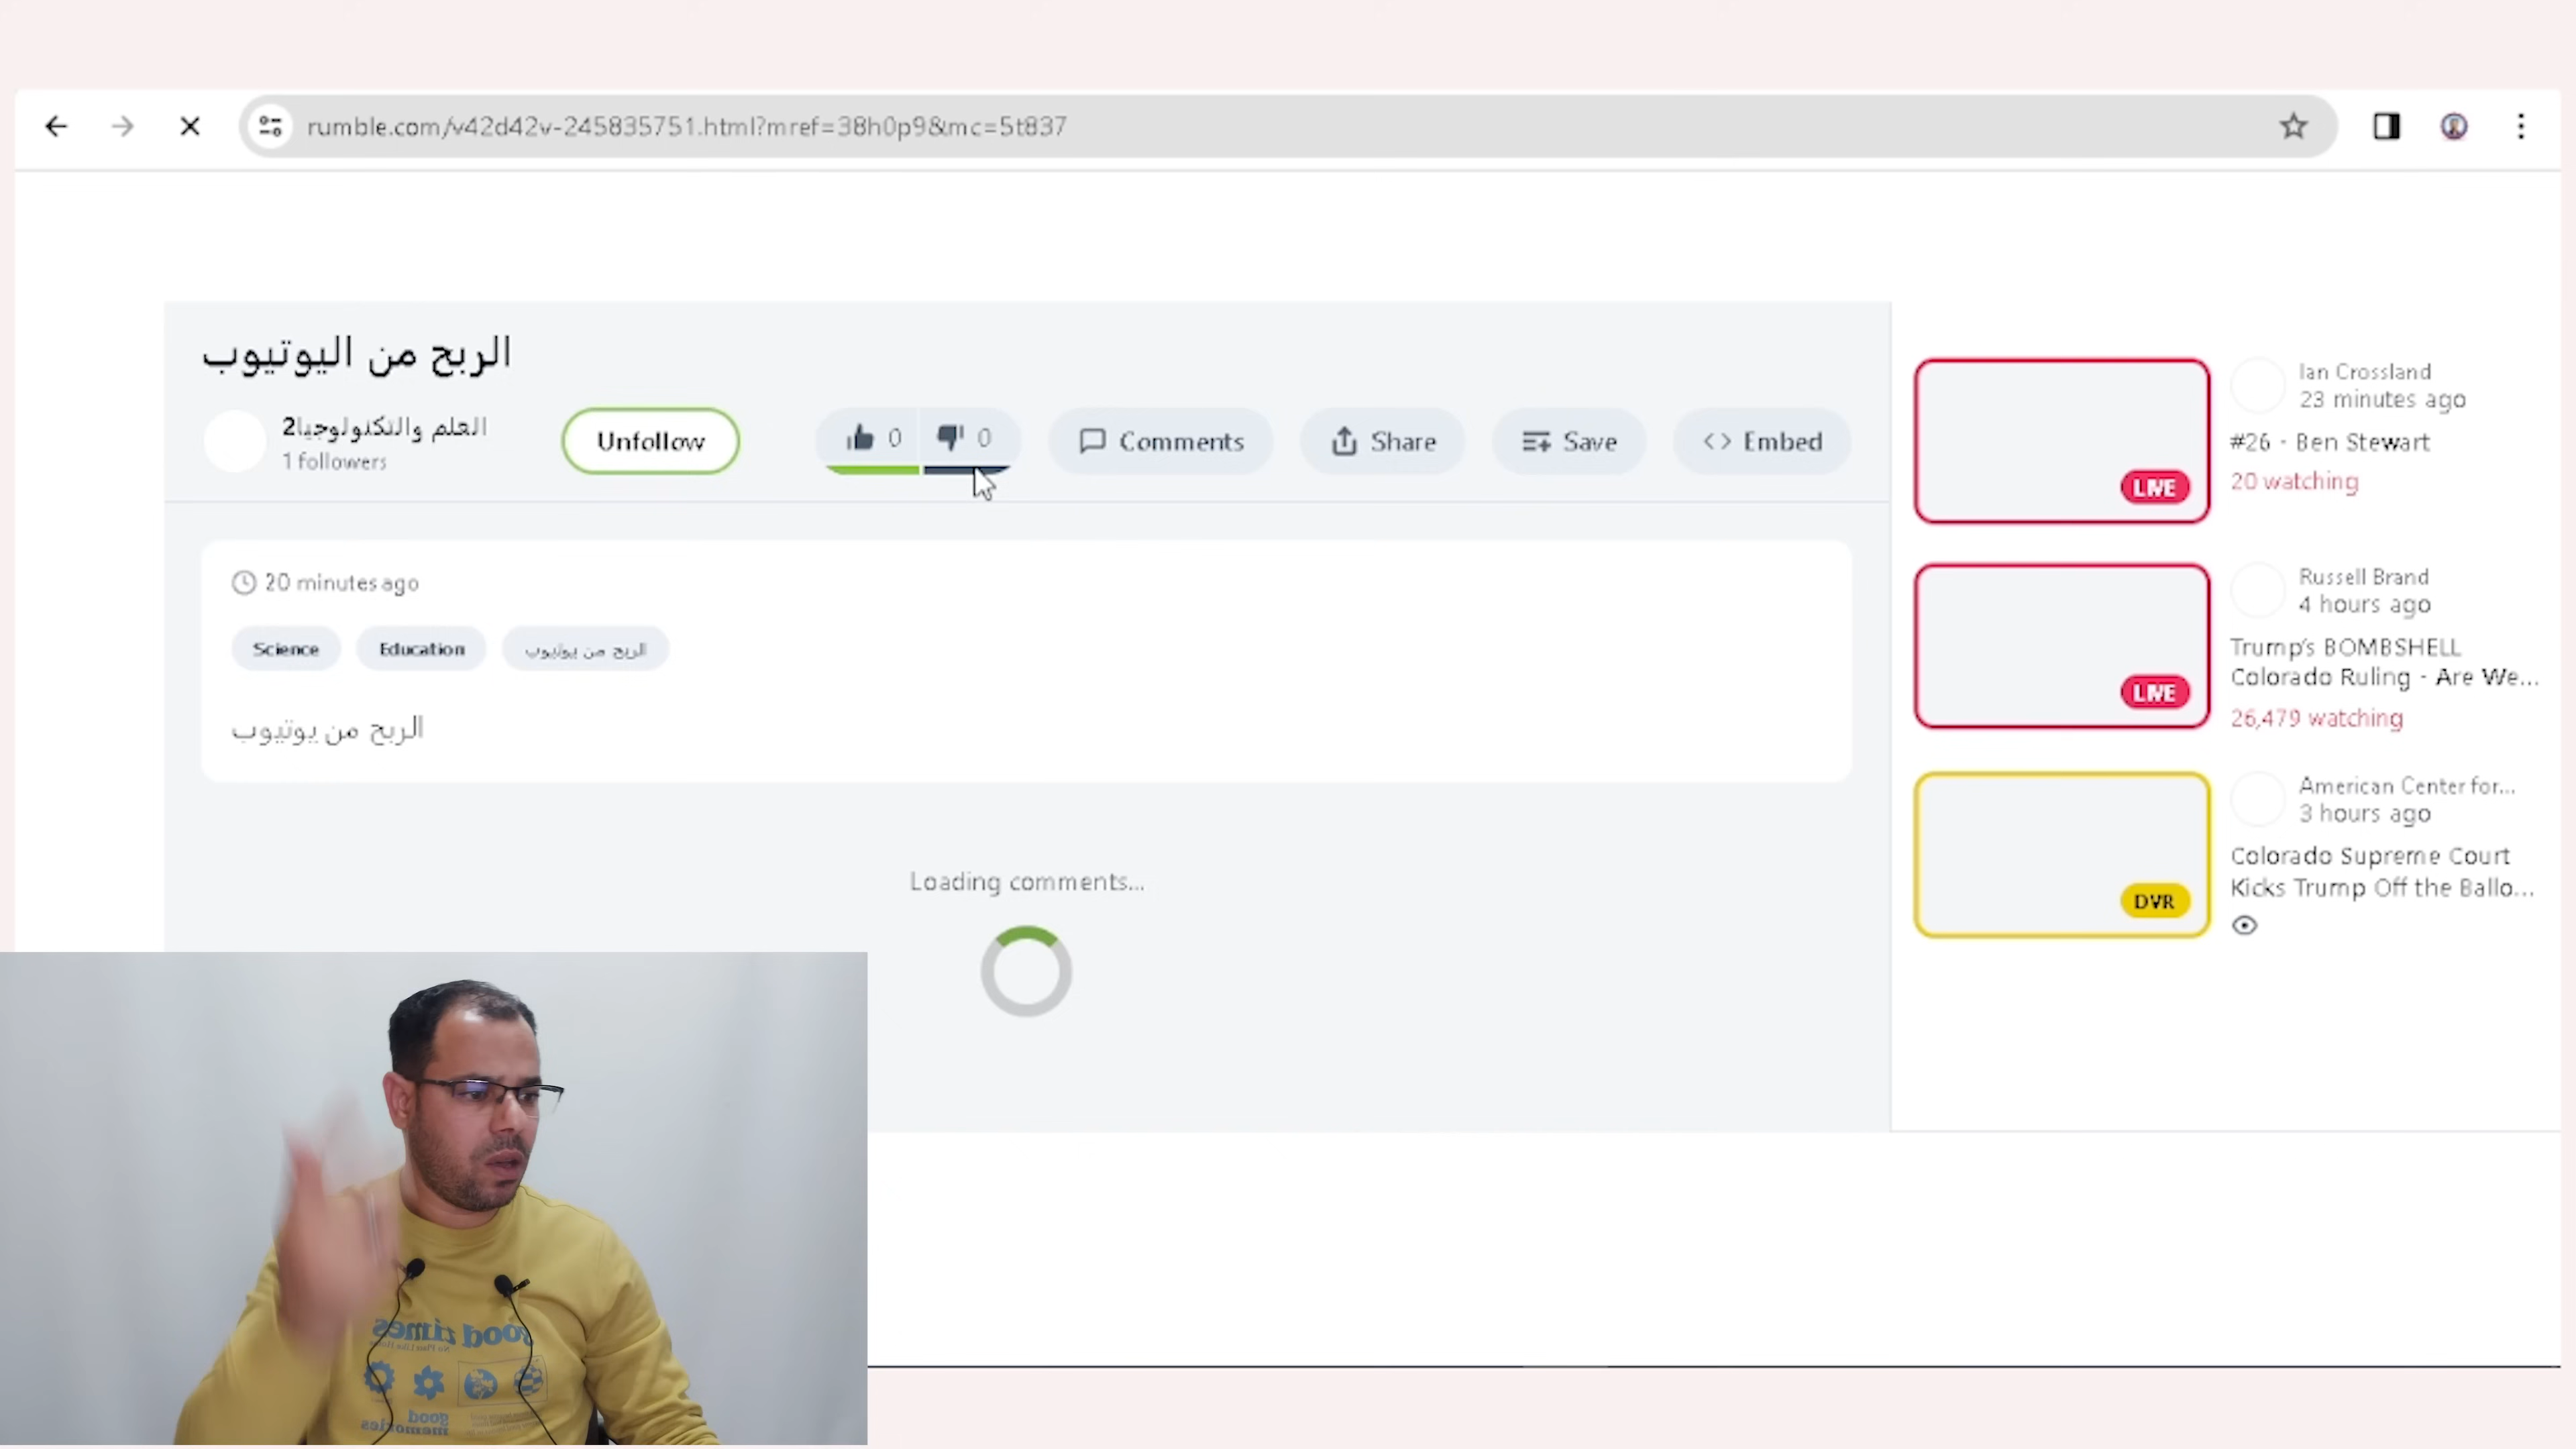 rumble.com/v42d42v-245835751.html?mref=38h0p9&mc=5t837
الربح من اليوتيوب
العلم والتكنولوجيا2
1 followers
Unfollow
0
0
Comments
Share
Save
Embed
20 minutes ago
Science
Education
الربح من يوتيوب
الربح من يوتيوب
Loading comments...
Ian Crossland
23 minutes ago
#26 - Ben Stewart
20 watching
LIVE
Russell Brand
4 hours ago
Trump's BOMBSHELL
Colorado Ruling - Are We...
26,479 watching
LIVE
American Center for...
3 hours ago
Colorado Supreme Court
Kicks Trump Off the Ballo...
DVR
good times
good
memories